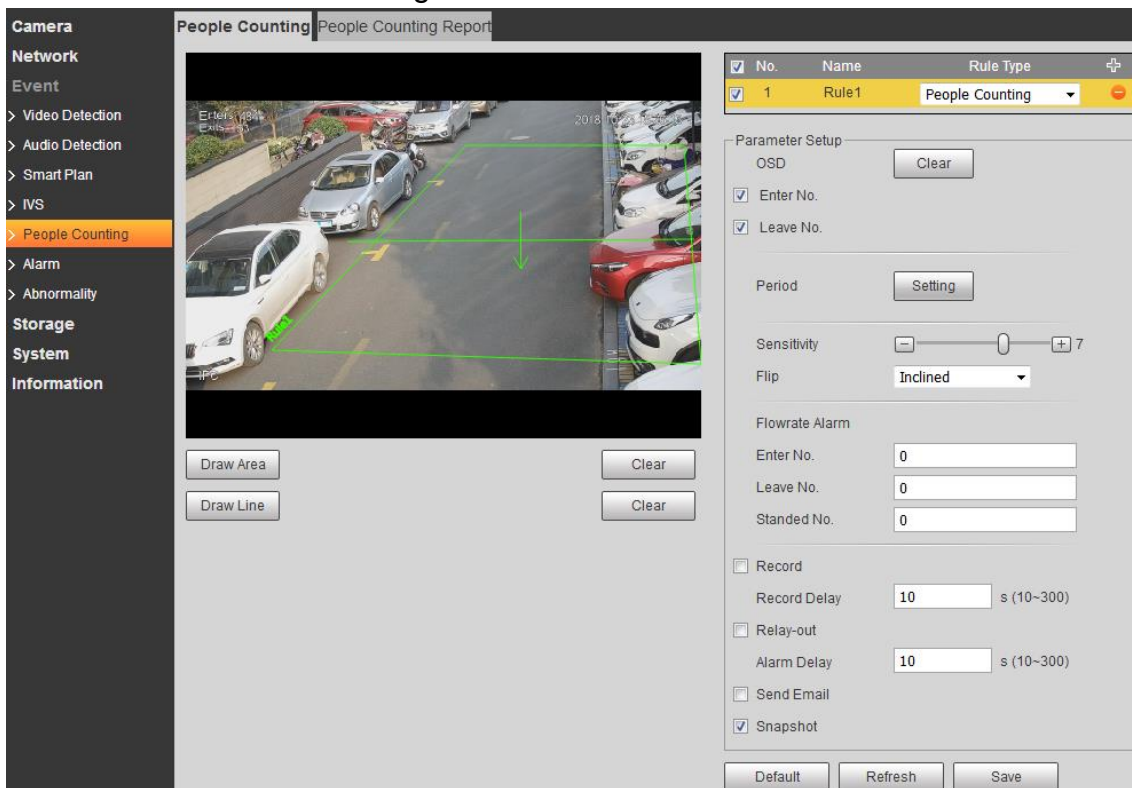 Camera
Network
Event
> Video Detection
> Audio Detection
> Smart Plan
> IVS
> People Counting
> Alarm
> Abnormality
Storage
System
Information
People Counting People Counting Report
2018
Rule1
IPC
Draw Area Clear
Draw Line Clear
No. Name Rule Type
1 Rule1 People Counting
Parameter Setup
OSD Clear
Enter No.
Leave No.
Period Setting
Sensitivity - + 7
Flip Inclined
Flowrate Alarm
Enter No. 0
Leave No. 0
Standed No. 0
Record
Record Delay 10 s (10~300)
Relay-out
Alarm Delay 10 s (10~300)
Send Email
Snapshot
Default Refresh Save